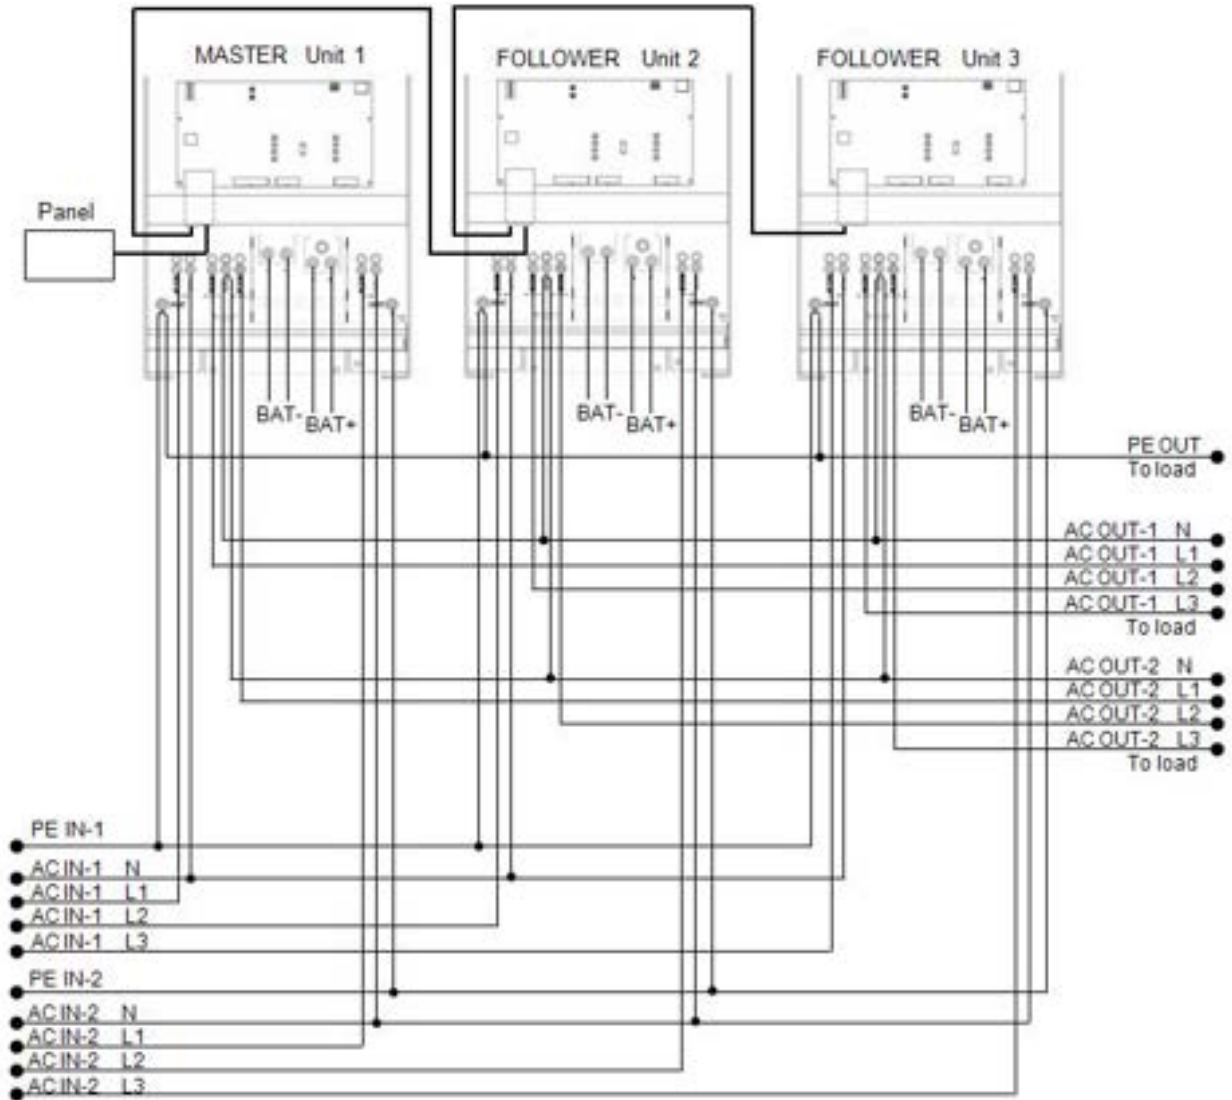 MASTER Unit 1
FOLLOWER Unit 2
FOLLOWER Unit 3
Panel
BAT-
BAT+
BAT-
BAT+
BAT-
BAT+
PE OUT
To load
AC OUT-1 N
AC OUT-1 L1
AC OUT-1 L2
AC OUT-1 L3
To load
AC OUT-2 N
AC OUT-2 L1
AC OUT-2 L2
AC OUT-2 L3
To load
PE IN-1
AC IN-1 N
AC IN-1 L1
AC IN-1 L2
AC IN-1 L3
PE IN-2
AC IN-2 N
AC IN-2 L1
AC IN-2 L2
AC IN-2 L3